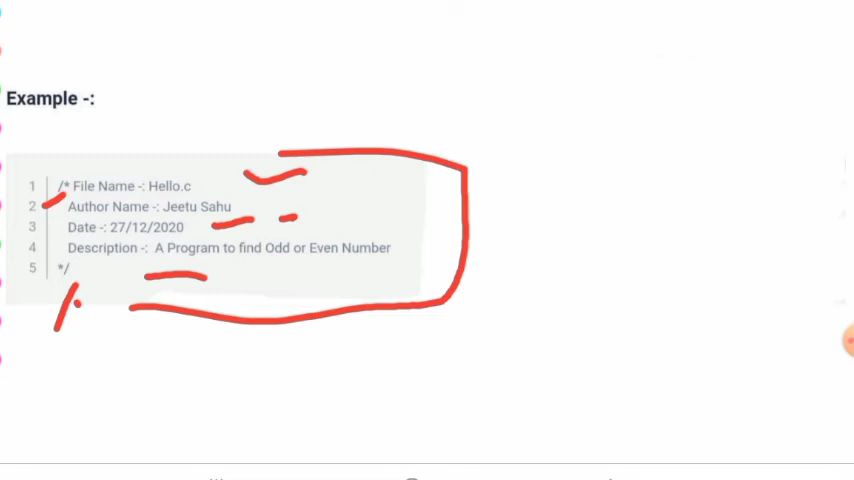 Example -:
1 /* File Name -: Hello.c
2 Author Name -: Jeetu Sahu
3 Date -: 27/12/2020
4 Description -: A Program to find Odd or Even Number
5 */